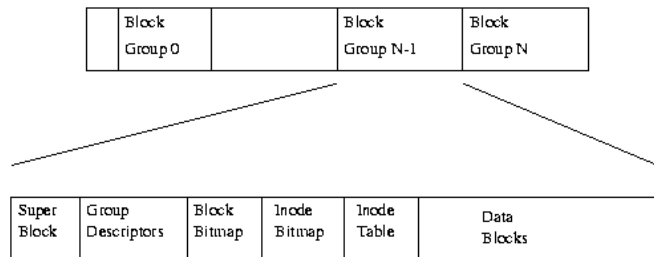 Block
Group 0
Block
Group N-1
Block
Group N
Super
Block
Group
Descriptors
Block
Bitmap
Inode
Bitmap
Inode
Table
Data
Blocks